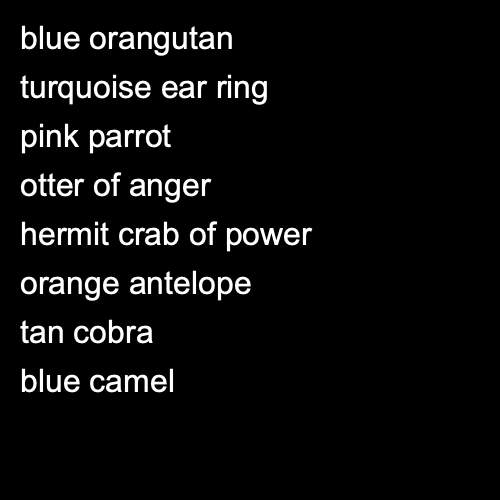 blue orangutan
turquoise ear ring
pink parrot
otter of anger
hermit crab of power
orange antelope
tan cobra
blue camel